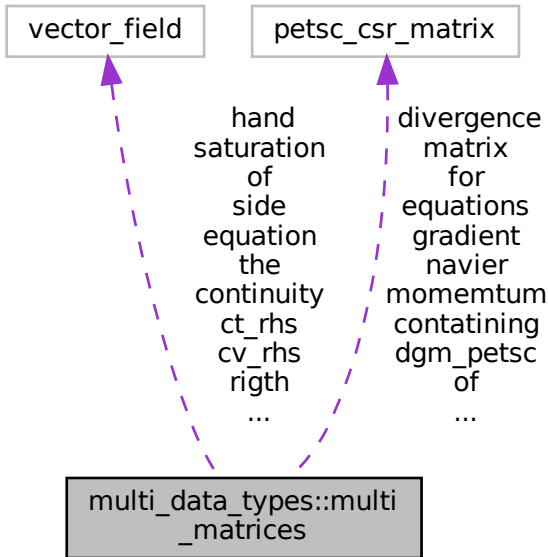 vector_field
petsc_csr_matrix
hand
saturation
of
side
equation
the
continuity
ct_rhs
cv_rhs
rigth
...
divergence
matrix
for
equations
gradient
navier
momemtum
contatining
dgm_petsc
of
...
multi_data_types::multi
_matrices